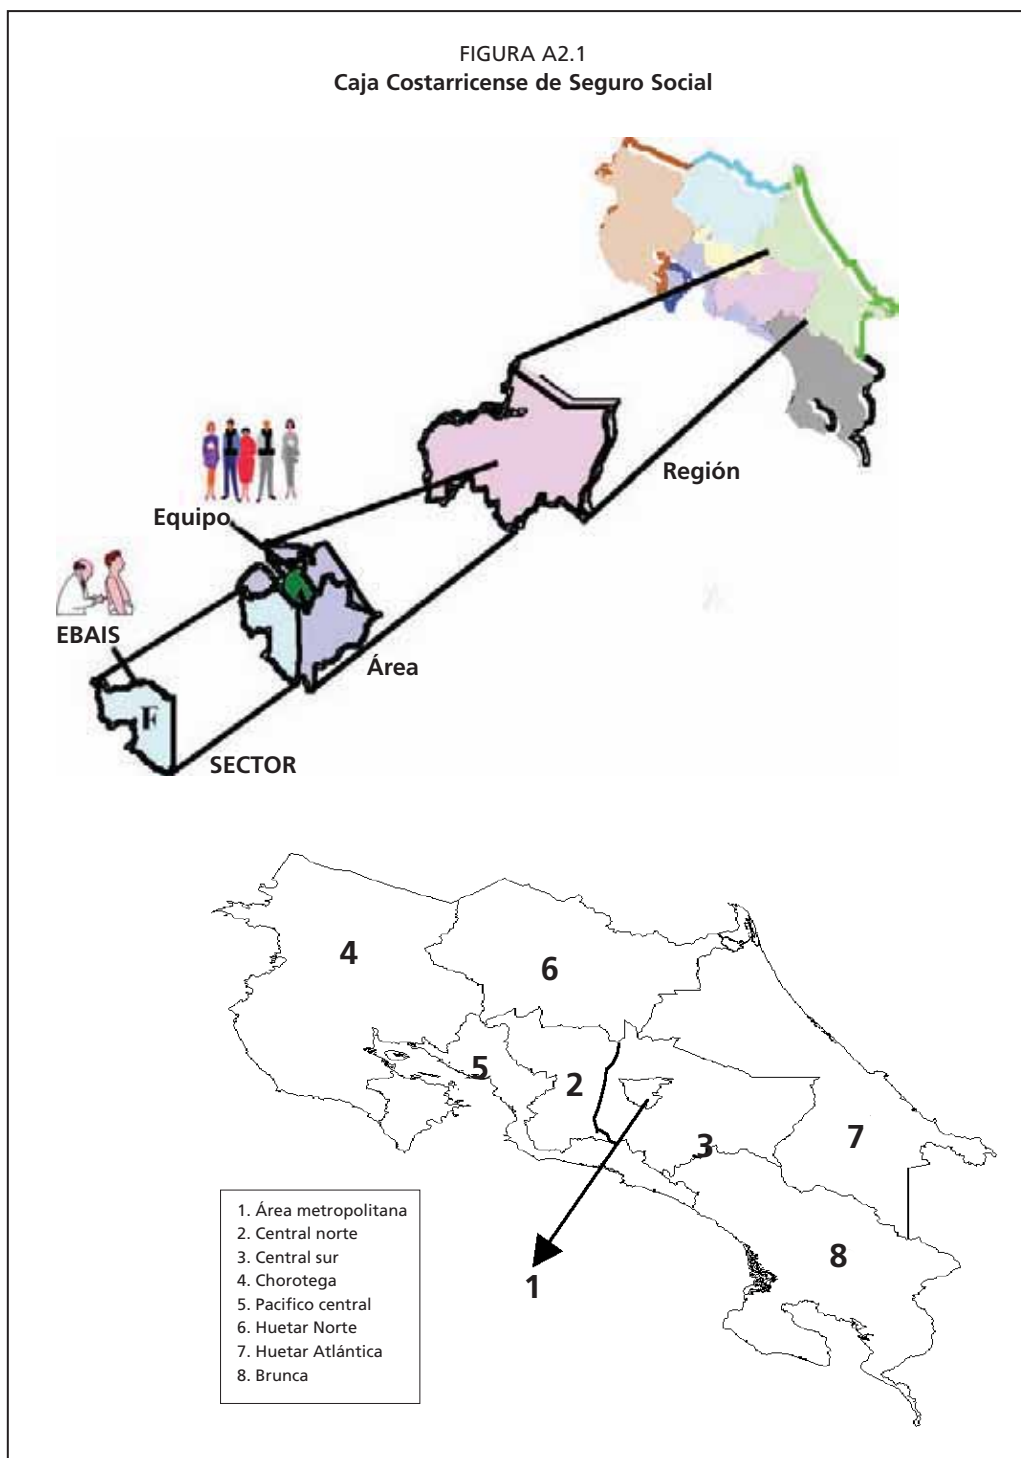 FIGURA A2.1
Caja Costarricense de Seguro Social
Región
Equipo
EBAIS
Área
F
SECTOR
4
6
5
2
3
7
8
1
1. Área metropolitana
2. Central norte
3. Central sur
4. Chorotega
5. Pacifico central
6. Huetar Norte
7. Huetar Atlántica
8. Brunca